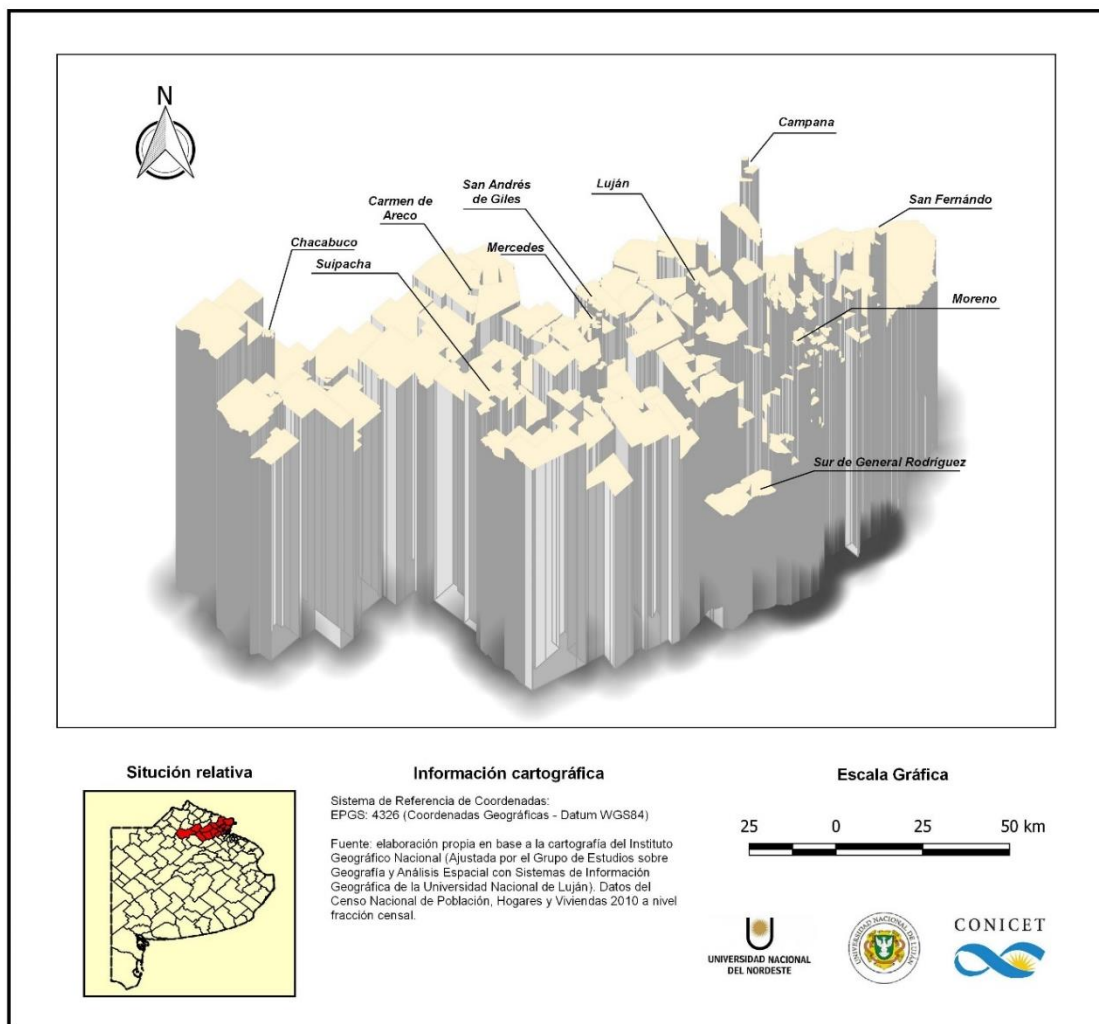 N
Campana
San Andrés
de Giles
Luján
Carmen de
Areco
San Fernándo
Chacabuco
Mercedes
Suipacha
Moreno
Sur de General Rodríguez
Situción relativa
Información cartográfica
Sistema de Referencia de Coordenadas:
EPGS: 4326 (Coordenadas Geográficas - Datum WGS84)
Fuente: elaboración propia en base a la cartografía del Instituto
Geográfico Nacional (Ajustada por el Grupo de Estudios sobre
Geografía y Análisis Espacial con Sistemas de Información
Geográfica de la Universidad Nacional de Luján). Datos del
Censo Nacional de Población, Hogares y Viviendas 2010 a nivel
fracción censal.
Escala Gráfica
25 0 25 50 km
UNIVERSIDAD NACIONAL
DEL NORDESTE
UNIVERSIDAD NACIONAL DE LUJÁN
CONICET